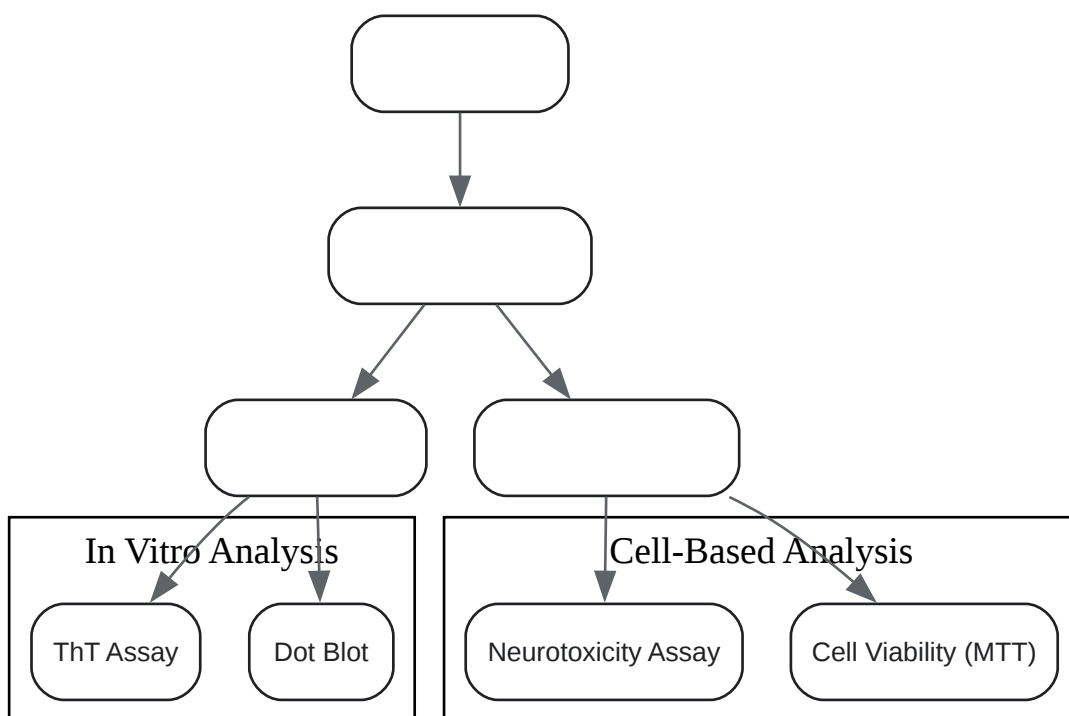 In Vitro Analysis
Cell-Based Analysis
ThT Assay
Dot Blot
Neurotoxicity Assay
Cell Viability (MTT)